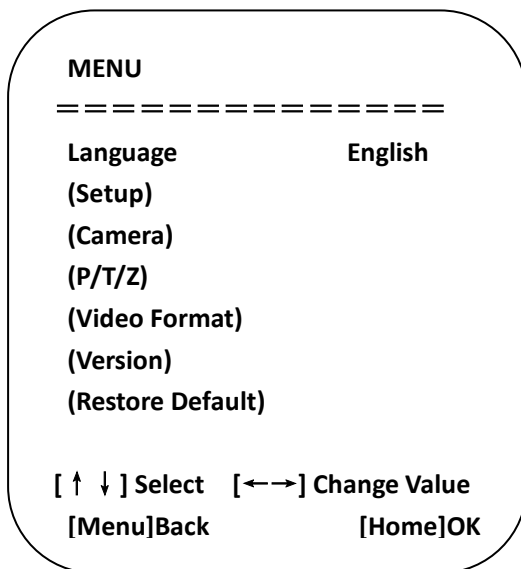 MENU
===============
Language English
(Setup)
(Camera)
(P/T/Z)
(Video Format)
(Version)
(Restore Default)
[ ↑ ↓ ] Select [←→] Change Value
[Menu]Back [Home]OK